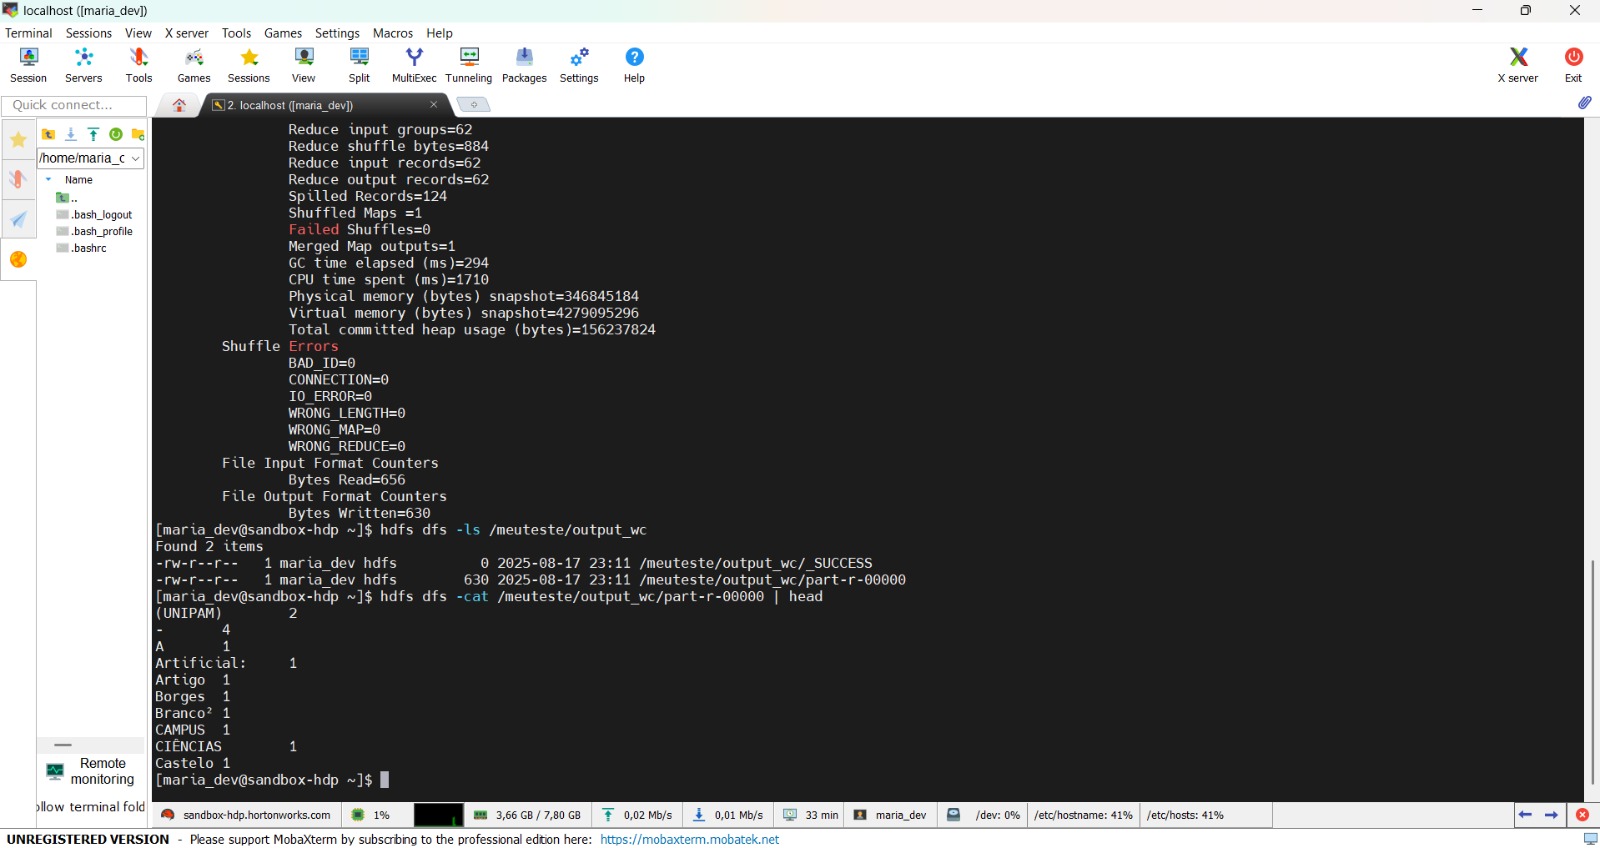 localhost ([maria_dev])
Terminal Sessions View X server Tools Games Settings Macros Help
Session Servers Tools Games Sessions View Split MultiExec Tunneling Packages Settings Help X server Exit
Quick connect...
2. localhost ([maria_dev])
/home/maria_
Name
..
.bash_logout
.bash_profile
.bashrc
Remote
monitoring
terminal
Reduce input groups=62
Reduce shuffle bytes=884
Reduce input records=62
Reduce output records=62
Spilled Records=124
Shuffled Maps =1
Failed Shuffles=0
Merged Map outputs=1
GC time elapsed (ms)=294
CPU time spent (ms)=1710
Physical memory (bytes) snapshot=346845184
Virtual memory (bytes) snapshot=4279095296
Total committed heap usage (bytes)=156237824
Shuffle Errors
BAD_ID=0
CONNECTION=0
IO_ERROR=0
WRONG_LENGTH=0
WRONG_MAP=0
WRONG_REDUCE=0
File Input Format Counters
Bytes Read=656
File Output Format Counters
Bytes Written=630
[maria_dev@sandbox-hdp ~]$ hdfs dfs -ls /meuteste/output_wc
Found 2 items
-rw-r--r-- 1 maria_dev hdfs 0 2025-08-17 23:11 /meuteste/output_wc/_SUCCESS
-rw-r--r-- 1 maria_dev hdfs 630 2025-08-17 23:11 /meuteste/output_wc/part-r-00000
[maria_dev@sandbox-hdp ~]$ hdfs dfs -cat /meuteste/output_wc/part-r-00000 | head
(UNIPAM) 2
- 4
A 1
Artificial: 1
Artigo 1
Borges 1
Branco² 1
CAMPUS 1
CIÊNCIAS 1
Castelo 1
[maria_dev@sandbox-hdp ~]$
sandbox-hdp.hortonworks.com 1% 3,66 GB / 7,80 GB 0,02 Mb/s 0,01 Mb/s 33 min maria_dev /dev: 0% /etc/hostname: 41% /etc/hosts: 41%
UNREGISTERED VERSION - Please support MobaXterm by subscribing to the professional edition here: https://mobaxterm.mobatek.net